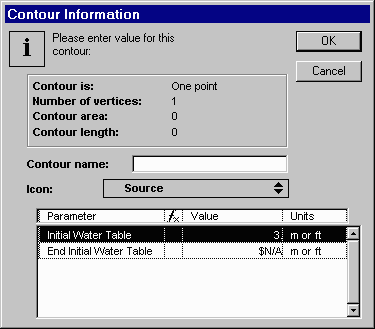 Contour Information
i
Please enter value for this
contour:
OK
Cancel
Contour is: One point
Number of vertices: 1
Contour area: 0
Contour length: 0
Contour name:
Icon: Source
Parameter fx Value Units
Initial Water Table 3 m or ft
End Initial Water Table $N/A m or ft